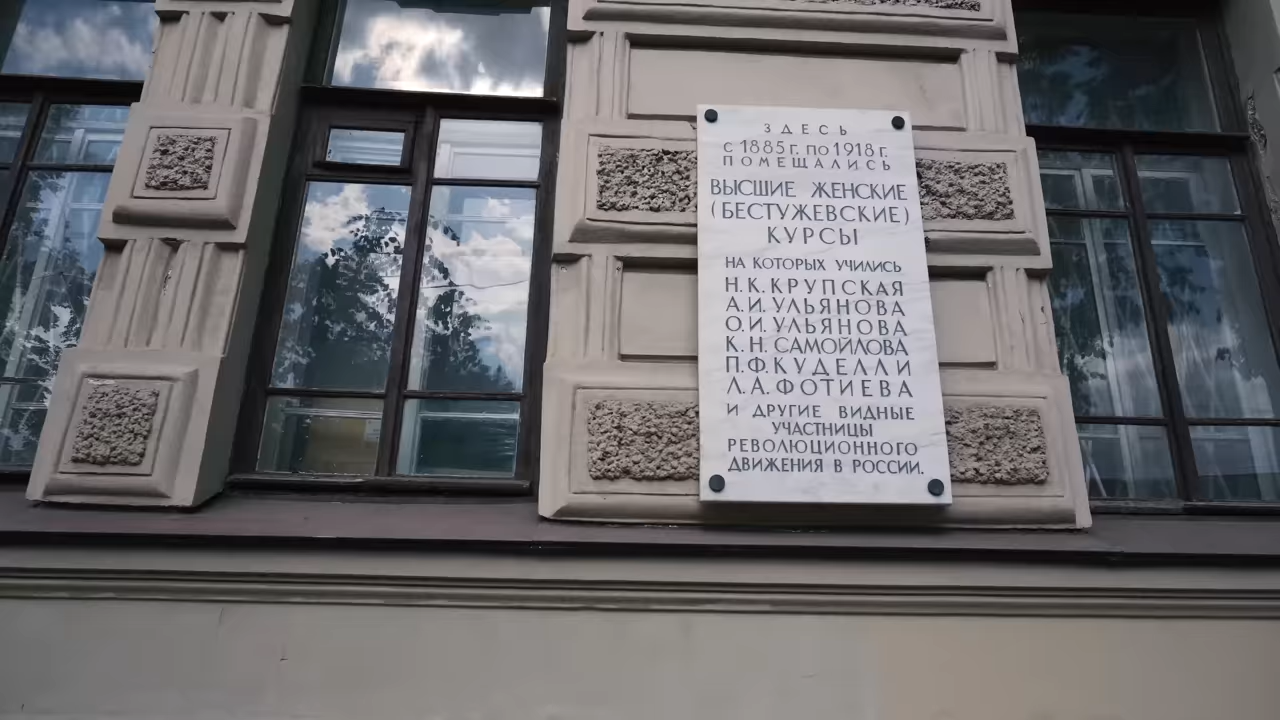 ЗДЕСЬ
С 1885 Г. ПО 1918 Г.
ПОМЕЩАЛИСЬ
ВЫСШИЕ ЖЕНСКИЕ
(БЕСТУЖЕВСКИЕ)
КУРСЫ
НА КОТОРЫХ УЧИЛИСЬ
Н.К. КРУПСКАЯ
А.И. УЛЬЯНОВА
О.И. УЛЬЯНОВА
К.Н. САМОЙЛОВА
П.Ф. КУДЕЛЛИ
Л.А. ФОТИЕВА
И ДРУГИЕ ВИДНЫЕ
УЧАСТНИЦЫ
РЕВОЛЮЦИОННОГО
ДВИЖЕНИЯ В РОССИИ.